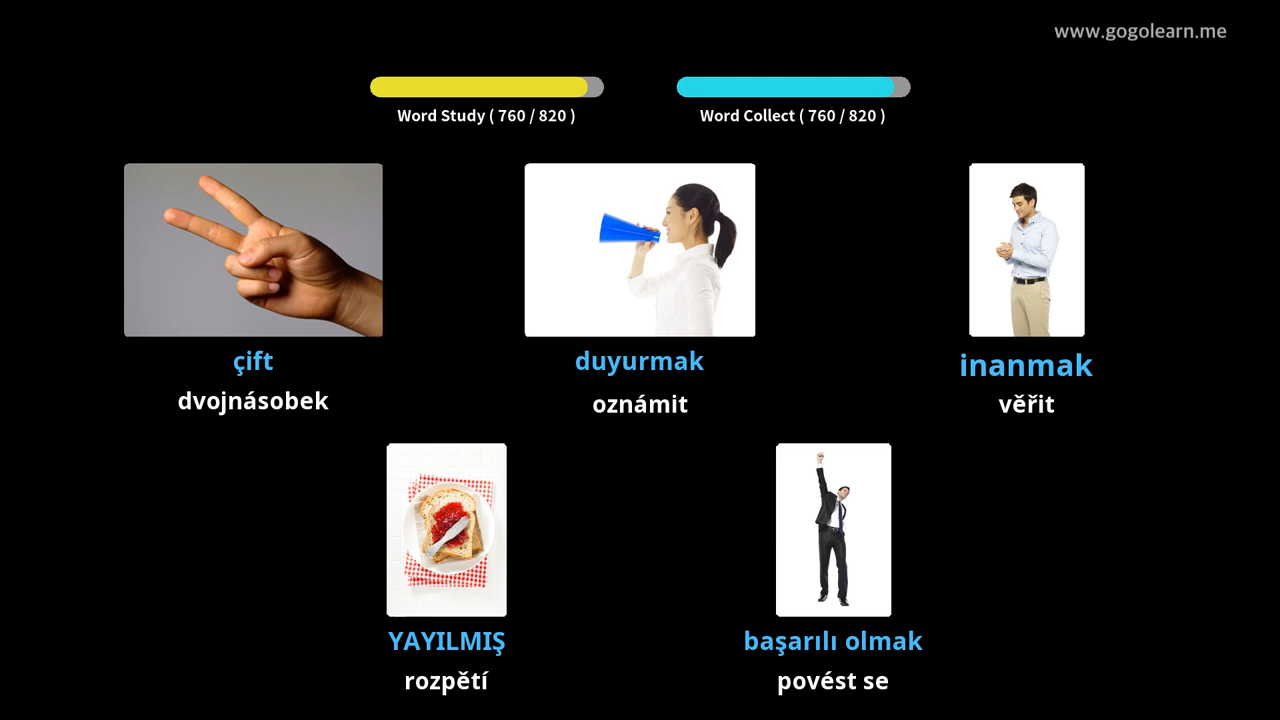 www.gogolearn.me
Word Study ( 760 / 820 )
Word Collect ( 760 / 820 )
çift
dvojnásobek
duyurmak
oznámit
inanmak
věřit
YAYILMIŞ
rozpětí
başarılı olmak
povést se